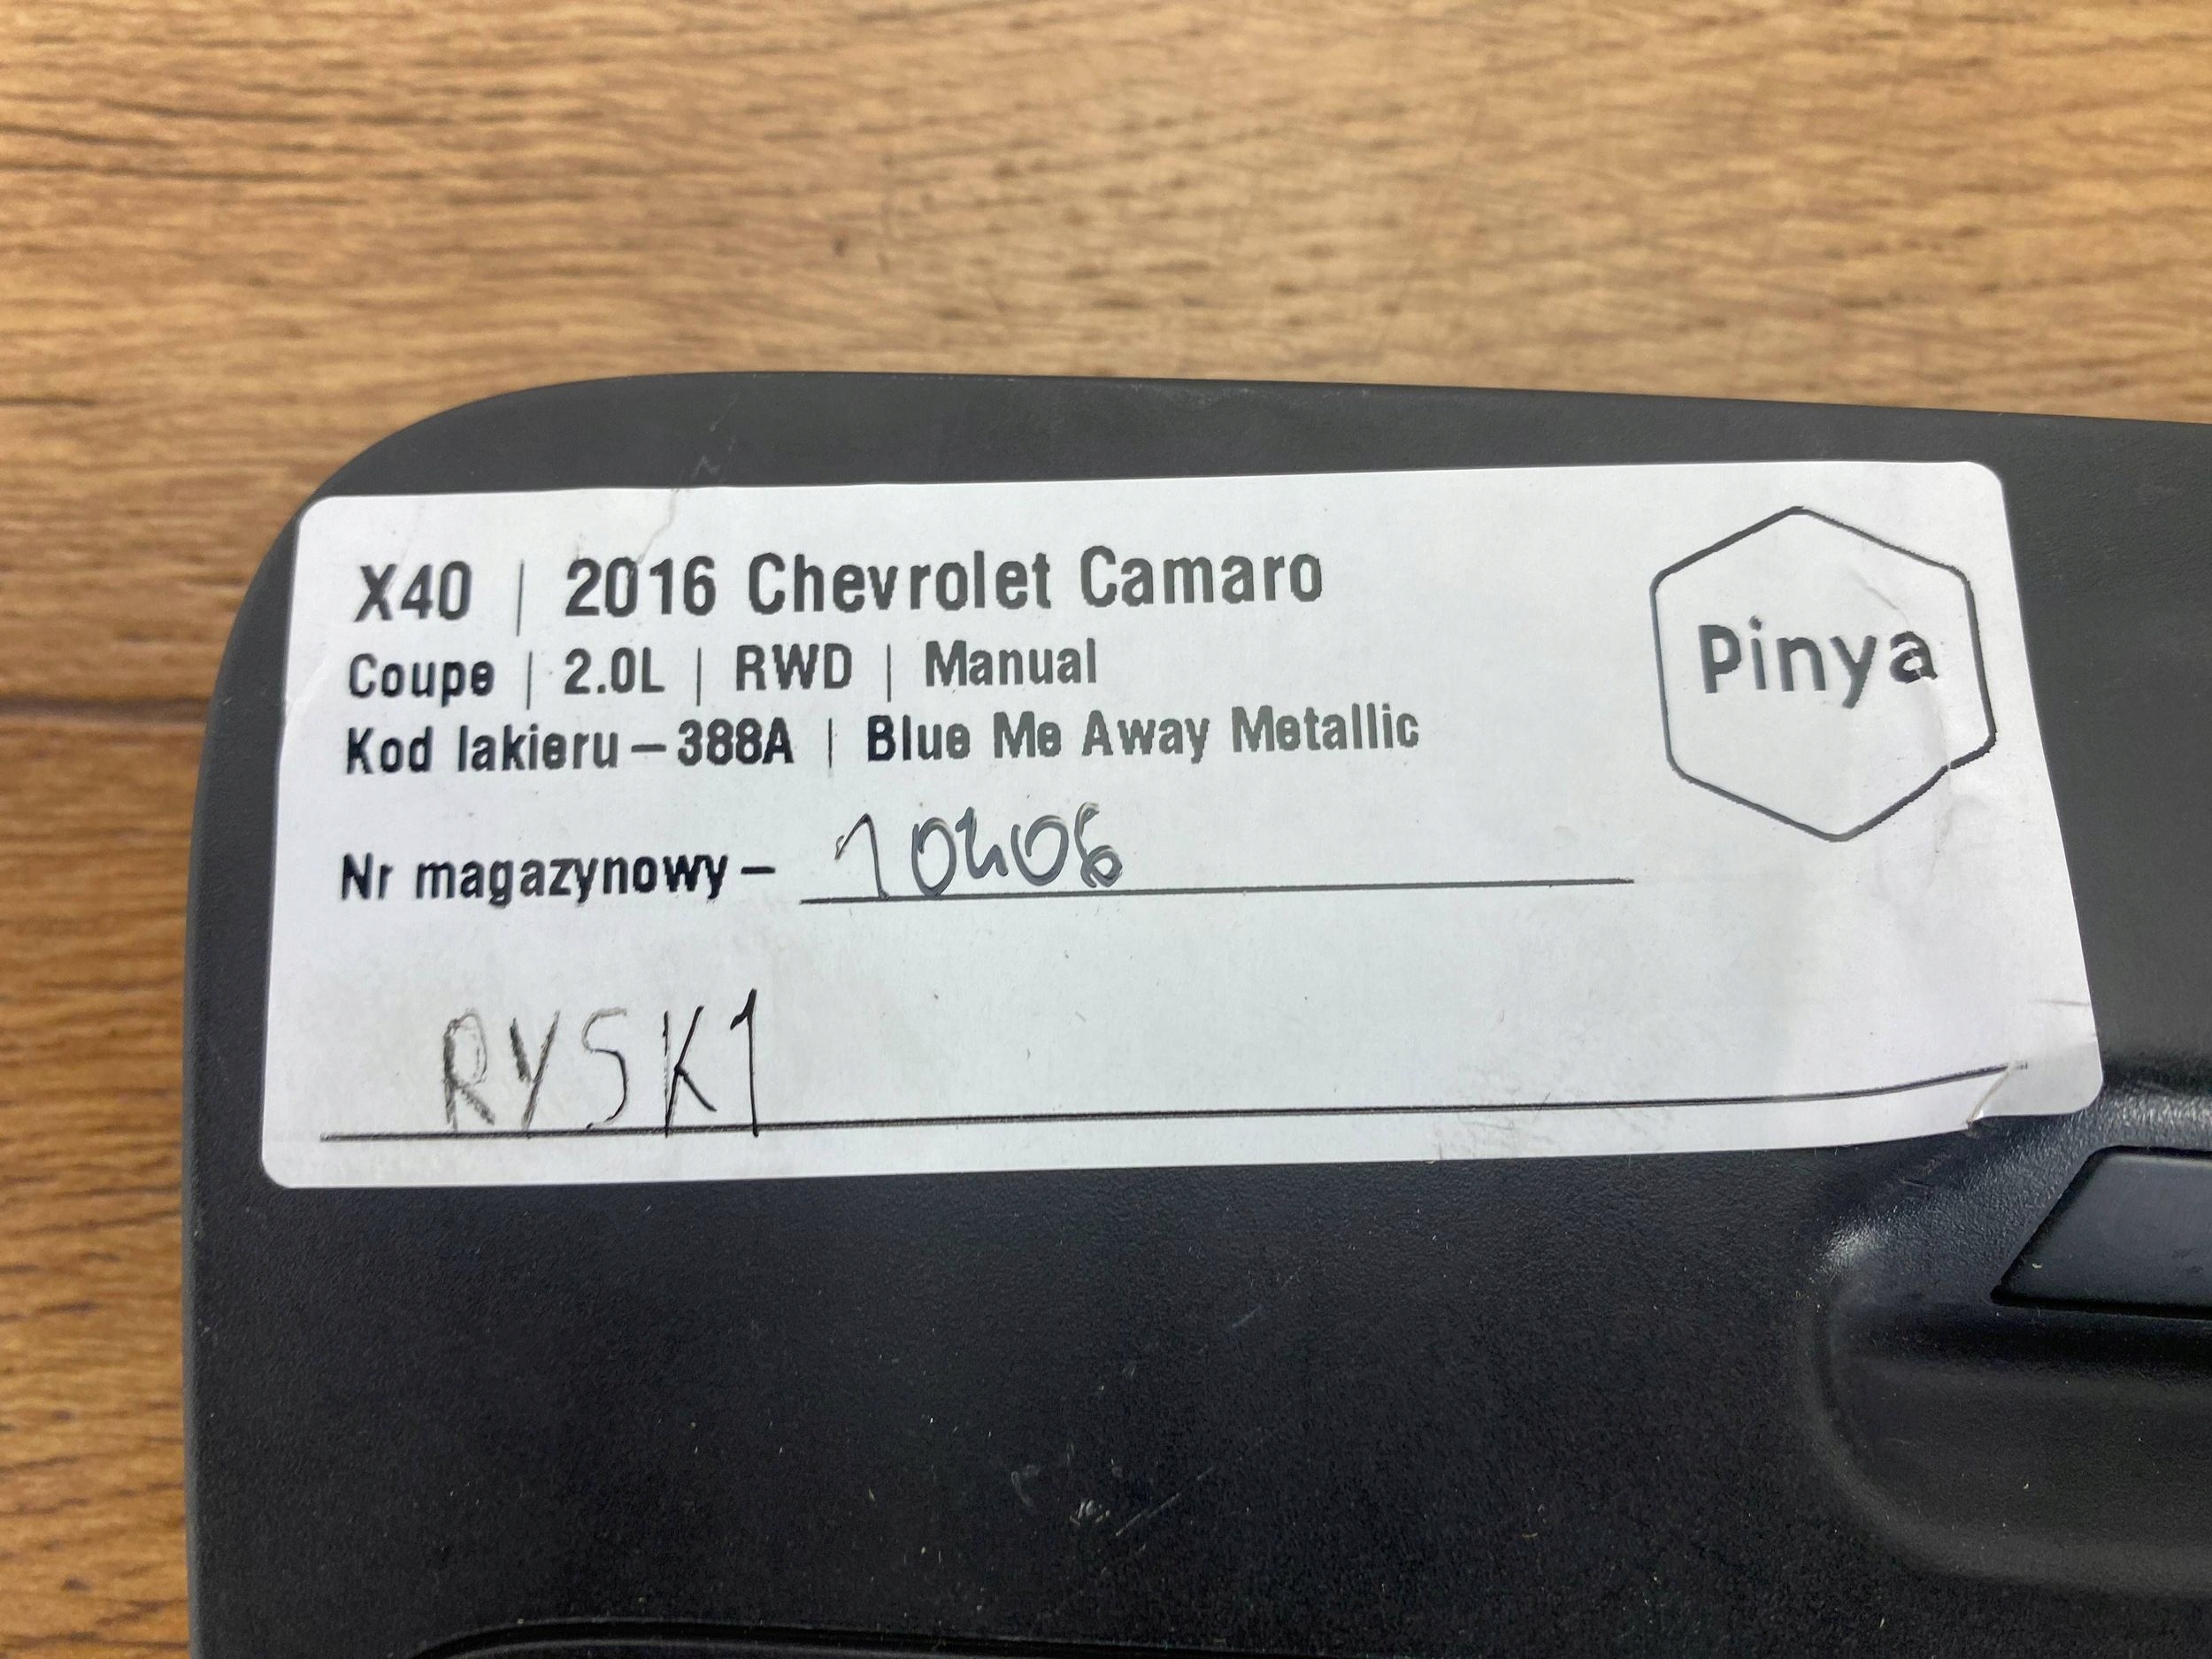 X40 | 2016 Chevrolet Camaro
Coupe | 2.0L | RWD | Manual
Kod lakieru – 388A | Blue Me Away Metallic
Nr magazynowy – 10406
RYSK1
Pinya